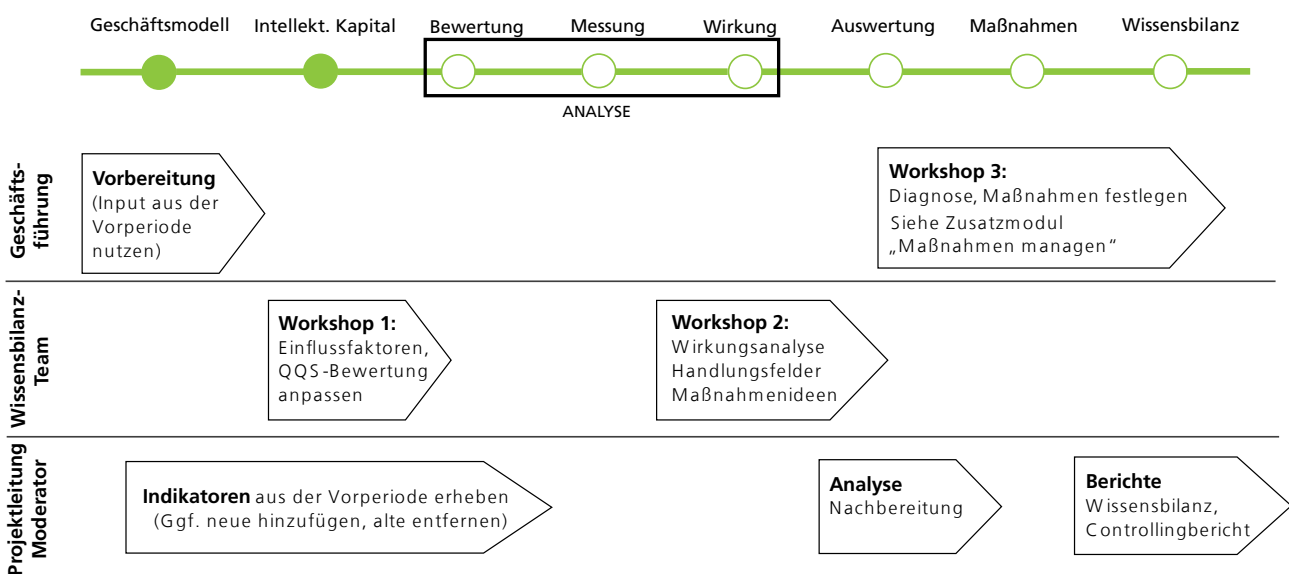 Geschäftsmodell Intellekt. Kapital Bewertung Messung Wirkung Auswertung Maßnahmen Wissensbilanz
ANALYSE
Geschäfts-
führung
Vorbereitung
(Input aus der
Vorperiode
nutzen)
Workshop 3:
Diagnose, Maßnahmen festlegen
Siehe Zusatzmodul
„Maßnahmen managen“
Wissensbilanz-
Team
Workshop 1:
Einflussfaktoren,
QQS-Bewertung
anpassen
Workshop 2:
Wirkungsanalyse
Handlungsfelder
Maßnahmenideen
Projektleitung
Moderator
Indikatoren aus der Vorperiode erheben
(Ggf. neue hinzufügen, alte entfernen)
Analyse
Nachbereitung
Berichte
Wissensbilanz,
Controllingbericht